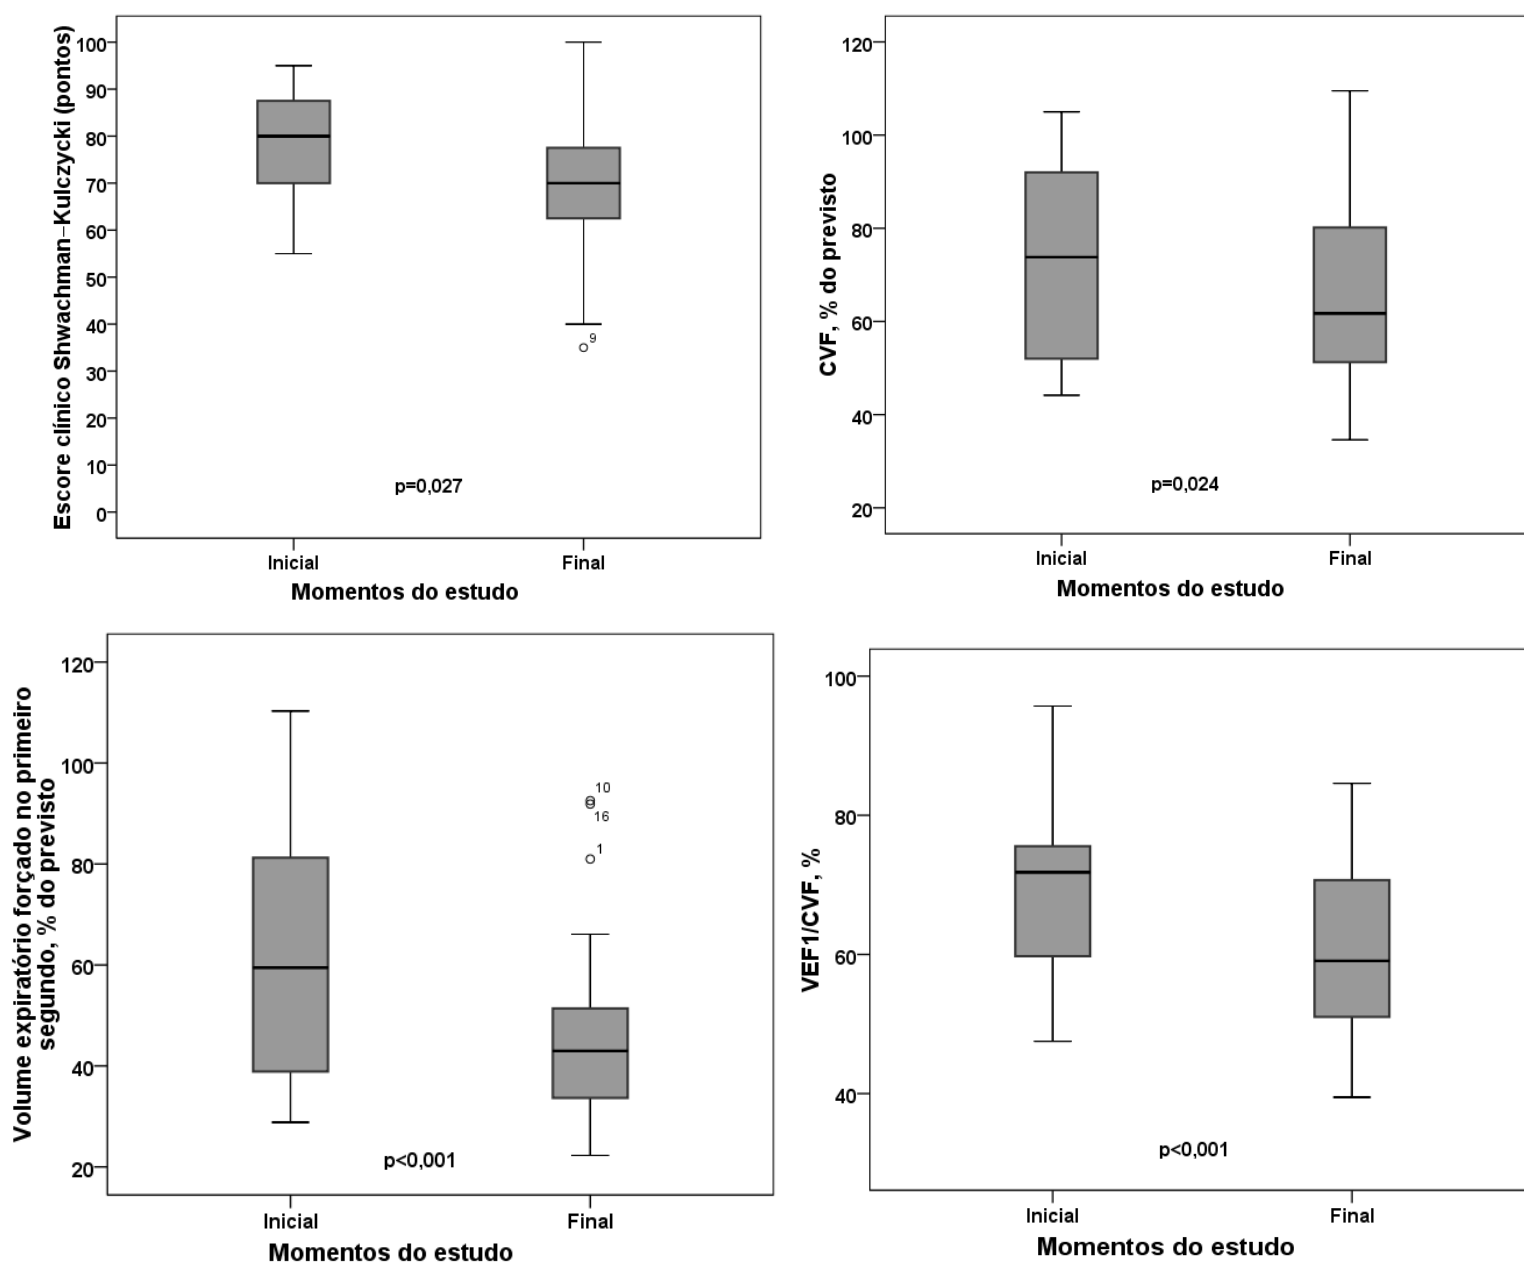 Escore clínico Shwachman–Kulczycki (pontos)
100
90
80
70
60
50
40
30
20
10
0
9
p=0,027
Inicial
Final
Momentos do estudo
CVF, % do previsto
120
100
80
60
40
20
p=0,024
Inicial
Final
Momentos do estudo
Volume expiratório forçado no primeiro
segundo, % do previsto
120
100
80
60
40
20
10
16
1
p<0,001
Inicial
Final
Momentos do estudo
VEF1/CVF, %
100
80
60
40
p<0,001
Inicial
Final
Momentos do estudo